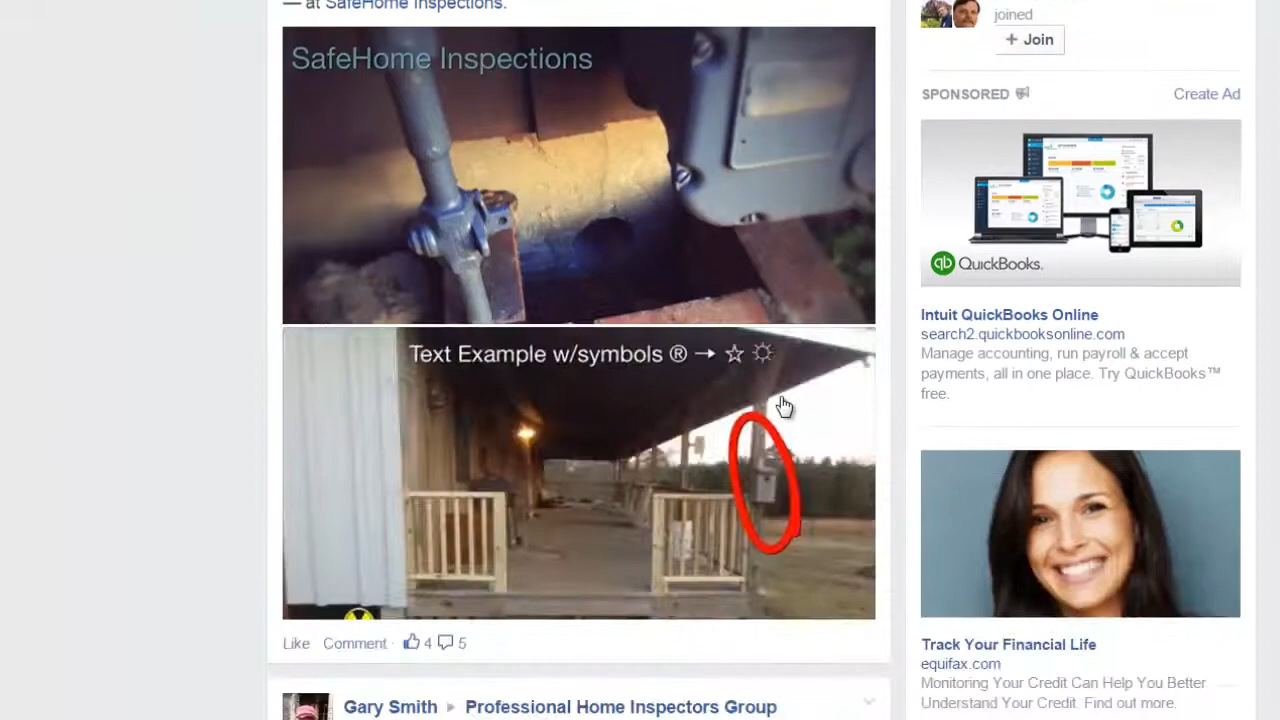 — at SafeHome Inspections.
SafeHome Inspections
Text Example w/symbols ® → ☆ ☼
Like Comment · 4 5
Gary Smith ▸ Professional Home Inspectors Group
joined
+ Join
SPONSORED
Create Ad
qb QuickBooks.
Intuit QuickBooks Online
search2.quickbooksonline.com
Manage accounting, run payroll & accept
payments, all in one place. Try QuickBooks™
free.
Track Your Financial Life
equifax.com
Monitoring Your Credit Can Help You Better
Understand Your Credit. Find out more.